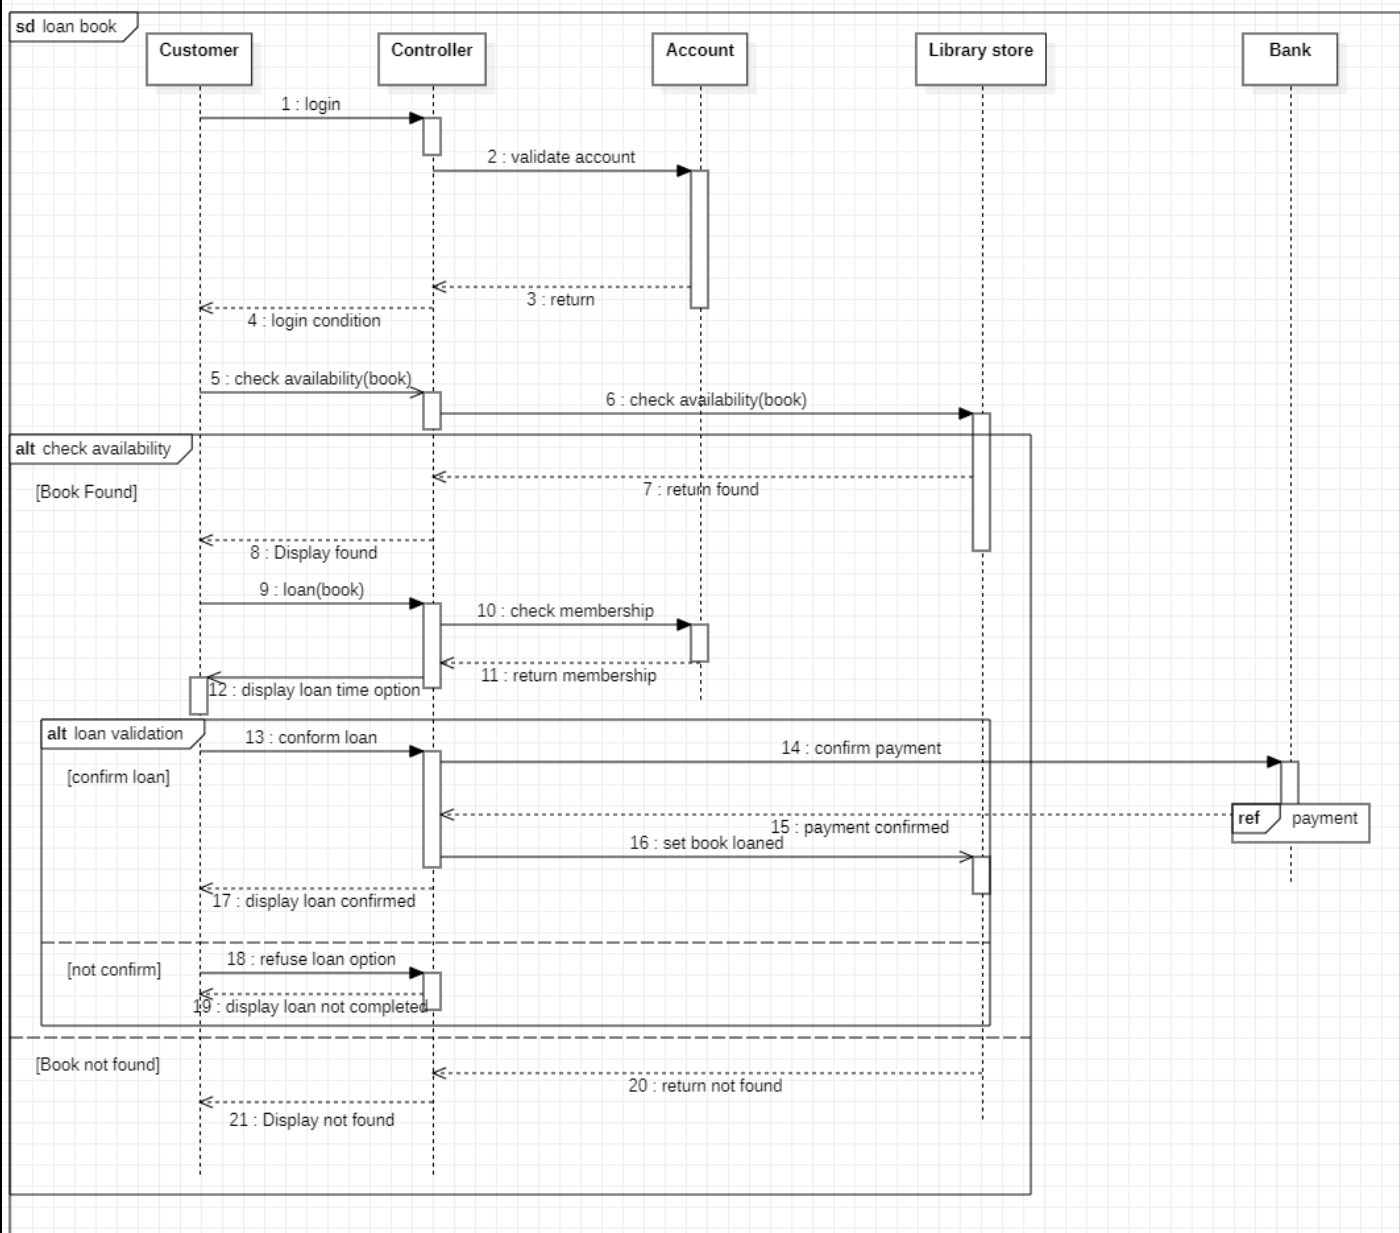 sd loan book
Customer
Controller
Account
Library store
Bank
1 : login
2 : validate account
3 : return
4 : login condition
5 : check availability(book)
6 : check availability(book)
alt check availability
[Book Found]
7 : return found
8 : Display found
9 : loan(book)
10 : check membership
11 : return membership
12 : display loan time option
alt loan validation
13 : conform loan
14 : confirm payment
[confirm loan]
ref payment
15 : payment confirmed
16 : set book loaned
17 : display loan confirmed
18 : refuse loan option
[not confirm]
19 : display loan not completed
[Book not found]
20 : return not found
21 : Display not found